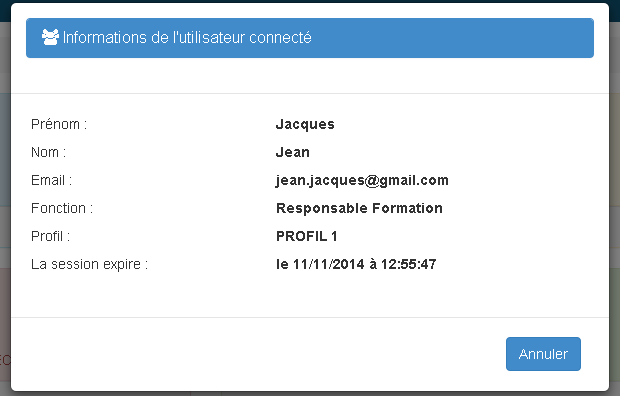 Informations de l'utilisateur connecté
Prénom : Jacques
Nom : Jean
Email : jean.jacques@gmail.com
Fonction : Responsable Formation
Profil : PROFIL 1
La session expire : le 11/11/2014 à 12:55:47
Annuler